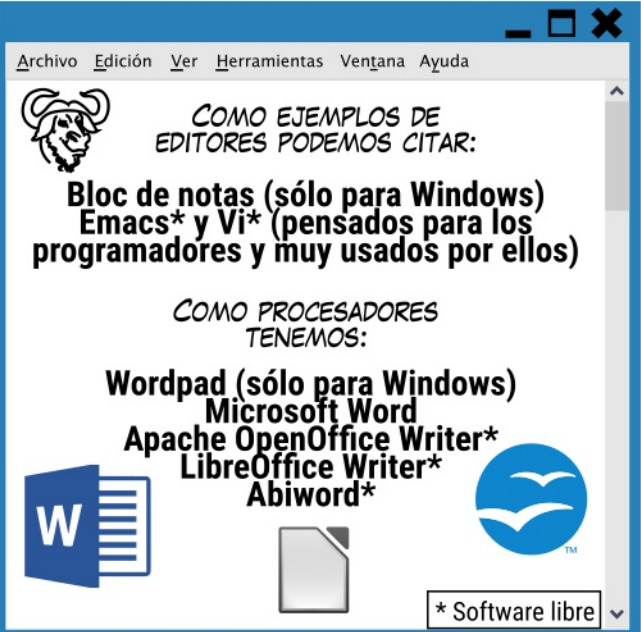 Archivo Edición Ver Herramientas Ventana Ayuda
COMO EJEMPLOS DE
EDITORES PODEMOS CITAR:
Bloc de notas (sólo para Windows)
Emacs* y Vi* (pensados para los
programadores y muy usados por ellos)
COMO PROCESADORES
TENEMOS:
Wordpad (sólo para Windows)
Microsoft Word
Apache OpenOffice Writer*
LibreOffice Writer*
Abiword*
W
TM
* Software libre